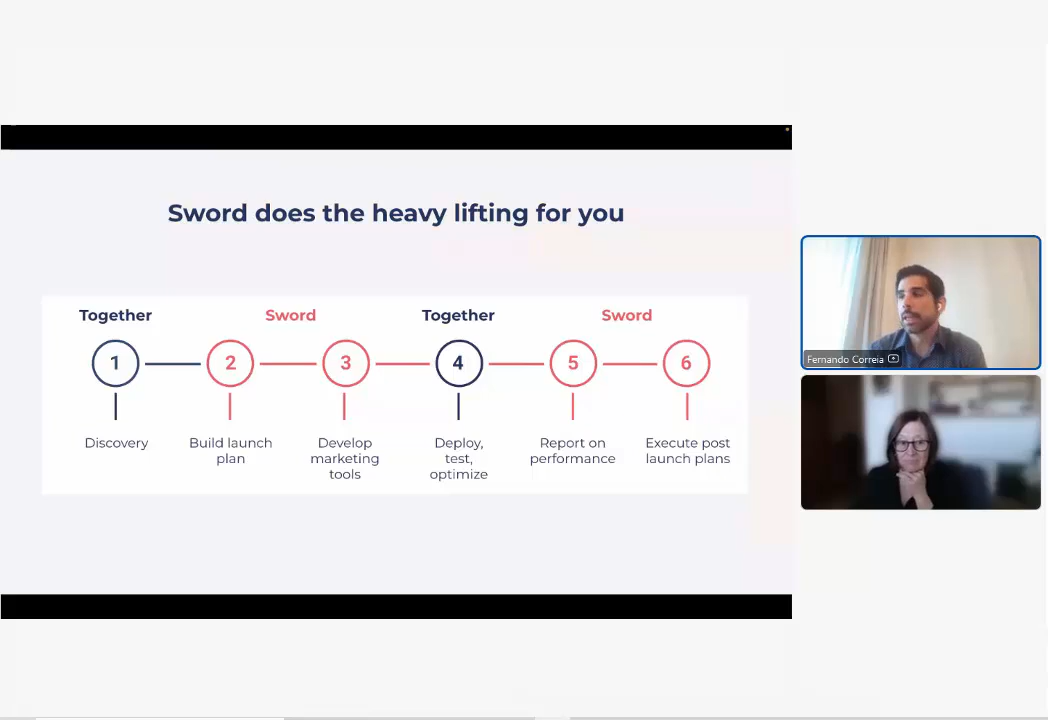 Sword does the heavy lifting for you
Together
Sword
Together
Sword
1
2
3
4
5
6
Discovery
Build launch
plan
Develop
marketing
tools
Deploy,
test,
optimize
Report on
performance
Execute post
launch plans
Fernando Correia